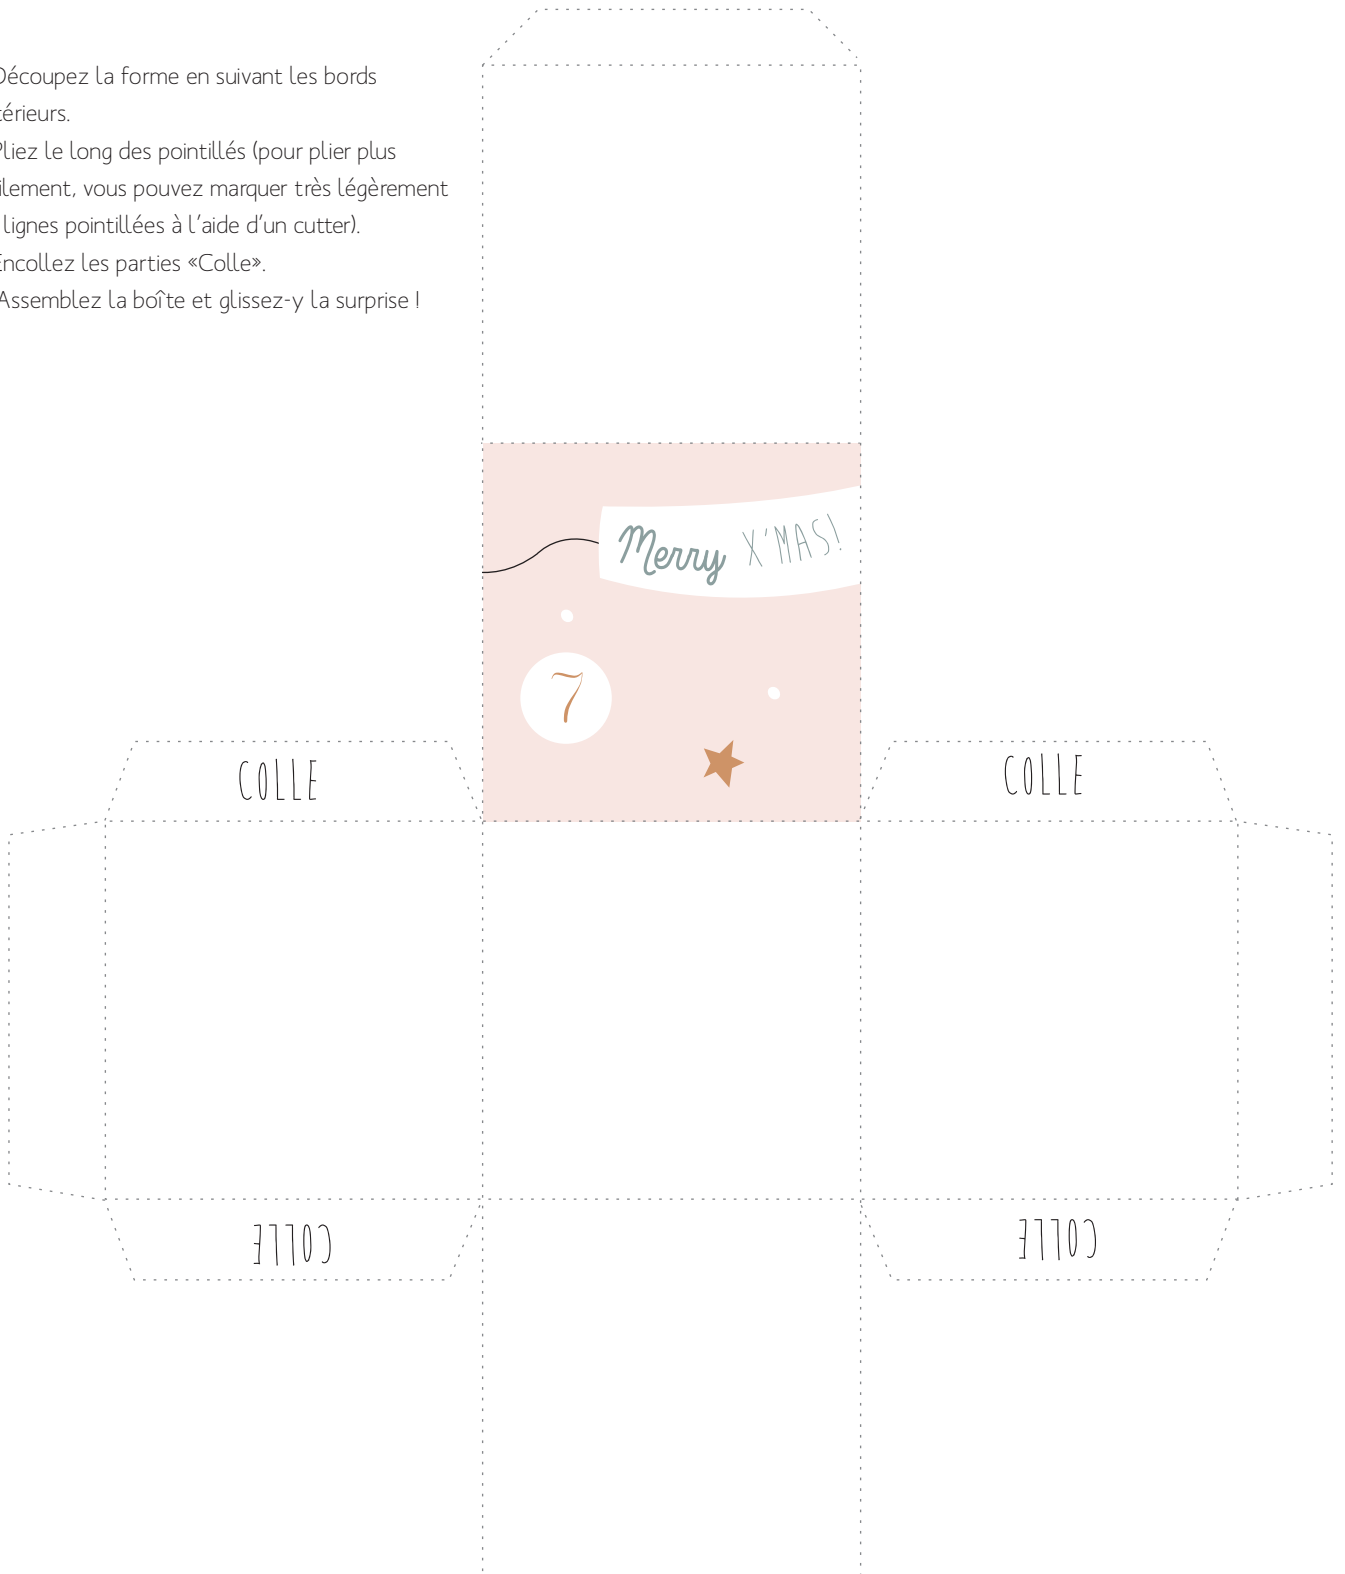 Découpez la forme en suivant les bords
térieurs.
Pliez le long des pointillés (pour plier plus
ilement, vous pouvez marquer très légèrement
lignes pointillées à l'aide d'un cutter).
Encollez les parties «Colle».
Assemblez la boîte et glissez-y la surprise !
Merry X'MAS!
7
COLLE
COLLE
COLLE
COLLE